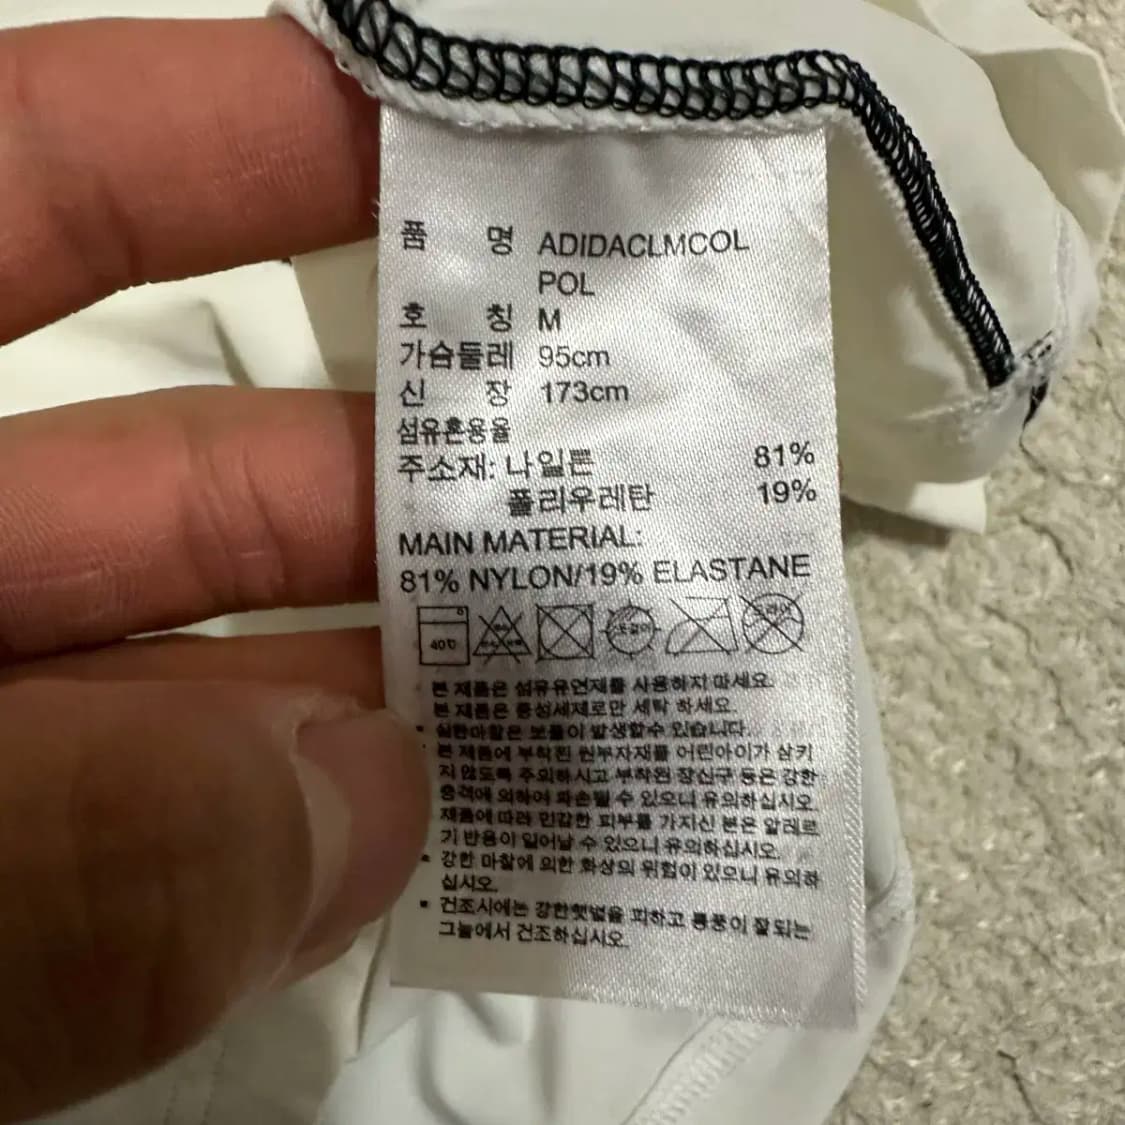 품 명 ADIDACLMCOL
POL
호 칭 M
가슴둘레 95cm
신 장 173cm
섬유혼용율
주소재: 나일론 81%
폴리우레탄 19%
MAIN MATERIAL:
81% NYLON/19% ELASTANE
40℃
드라이
본 제품은 섬유유연제를 사용하지 마세요.
본 제품은 중성세제로만 세탁 하세요.
심한마찰은 보풀이 발생할수 있습니다.
본 제품에 부착된 원부자재를 어린아이가 삼키
지 않도록 주의하시고 부착된 장신구 등은 강한
충격에 의하여 파손될 수 있으니 유의하십시오.
제품에 따라 민감한 피부를 가지신 분은 알레르
기 반응이 일어날 수 있으니 유의하십시오.
▪ 강한 마찰에 의한 화상의 위험이 있으니 유의하
십시오.
▪ 건조시에는 강한햇볕을 피하고 통풍이 잘되는
그늘에서 건조하십시오.